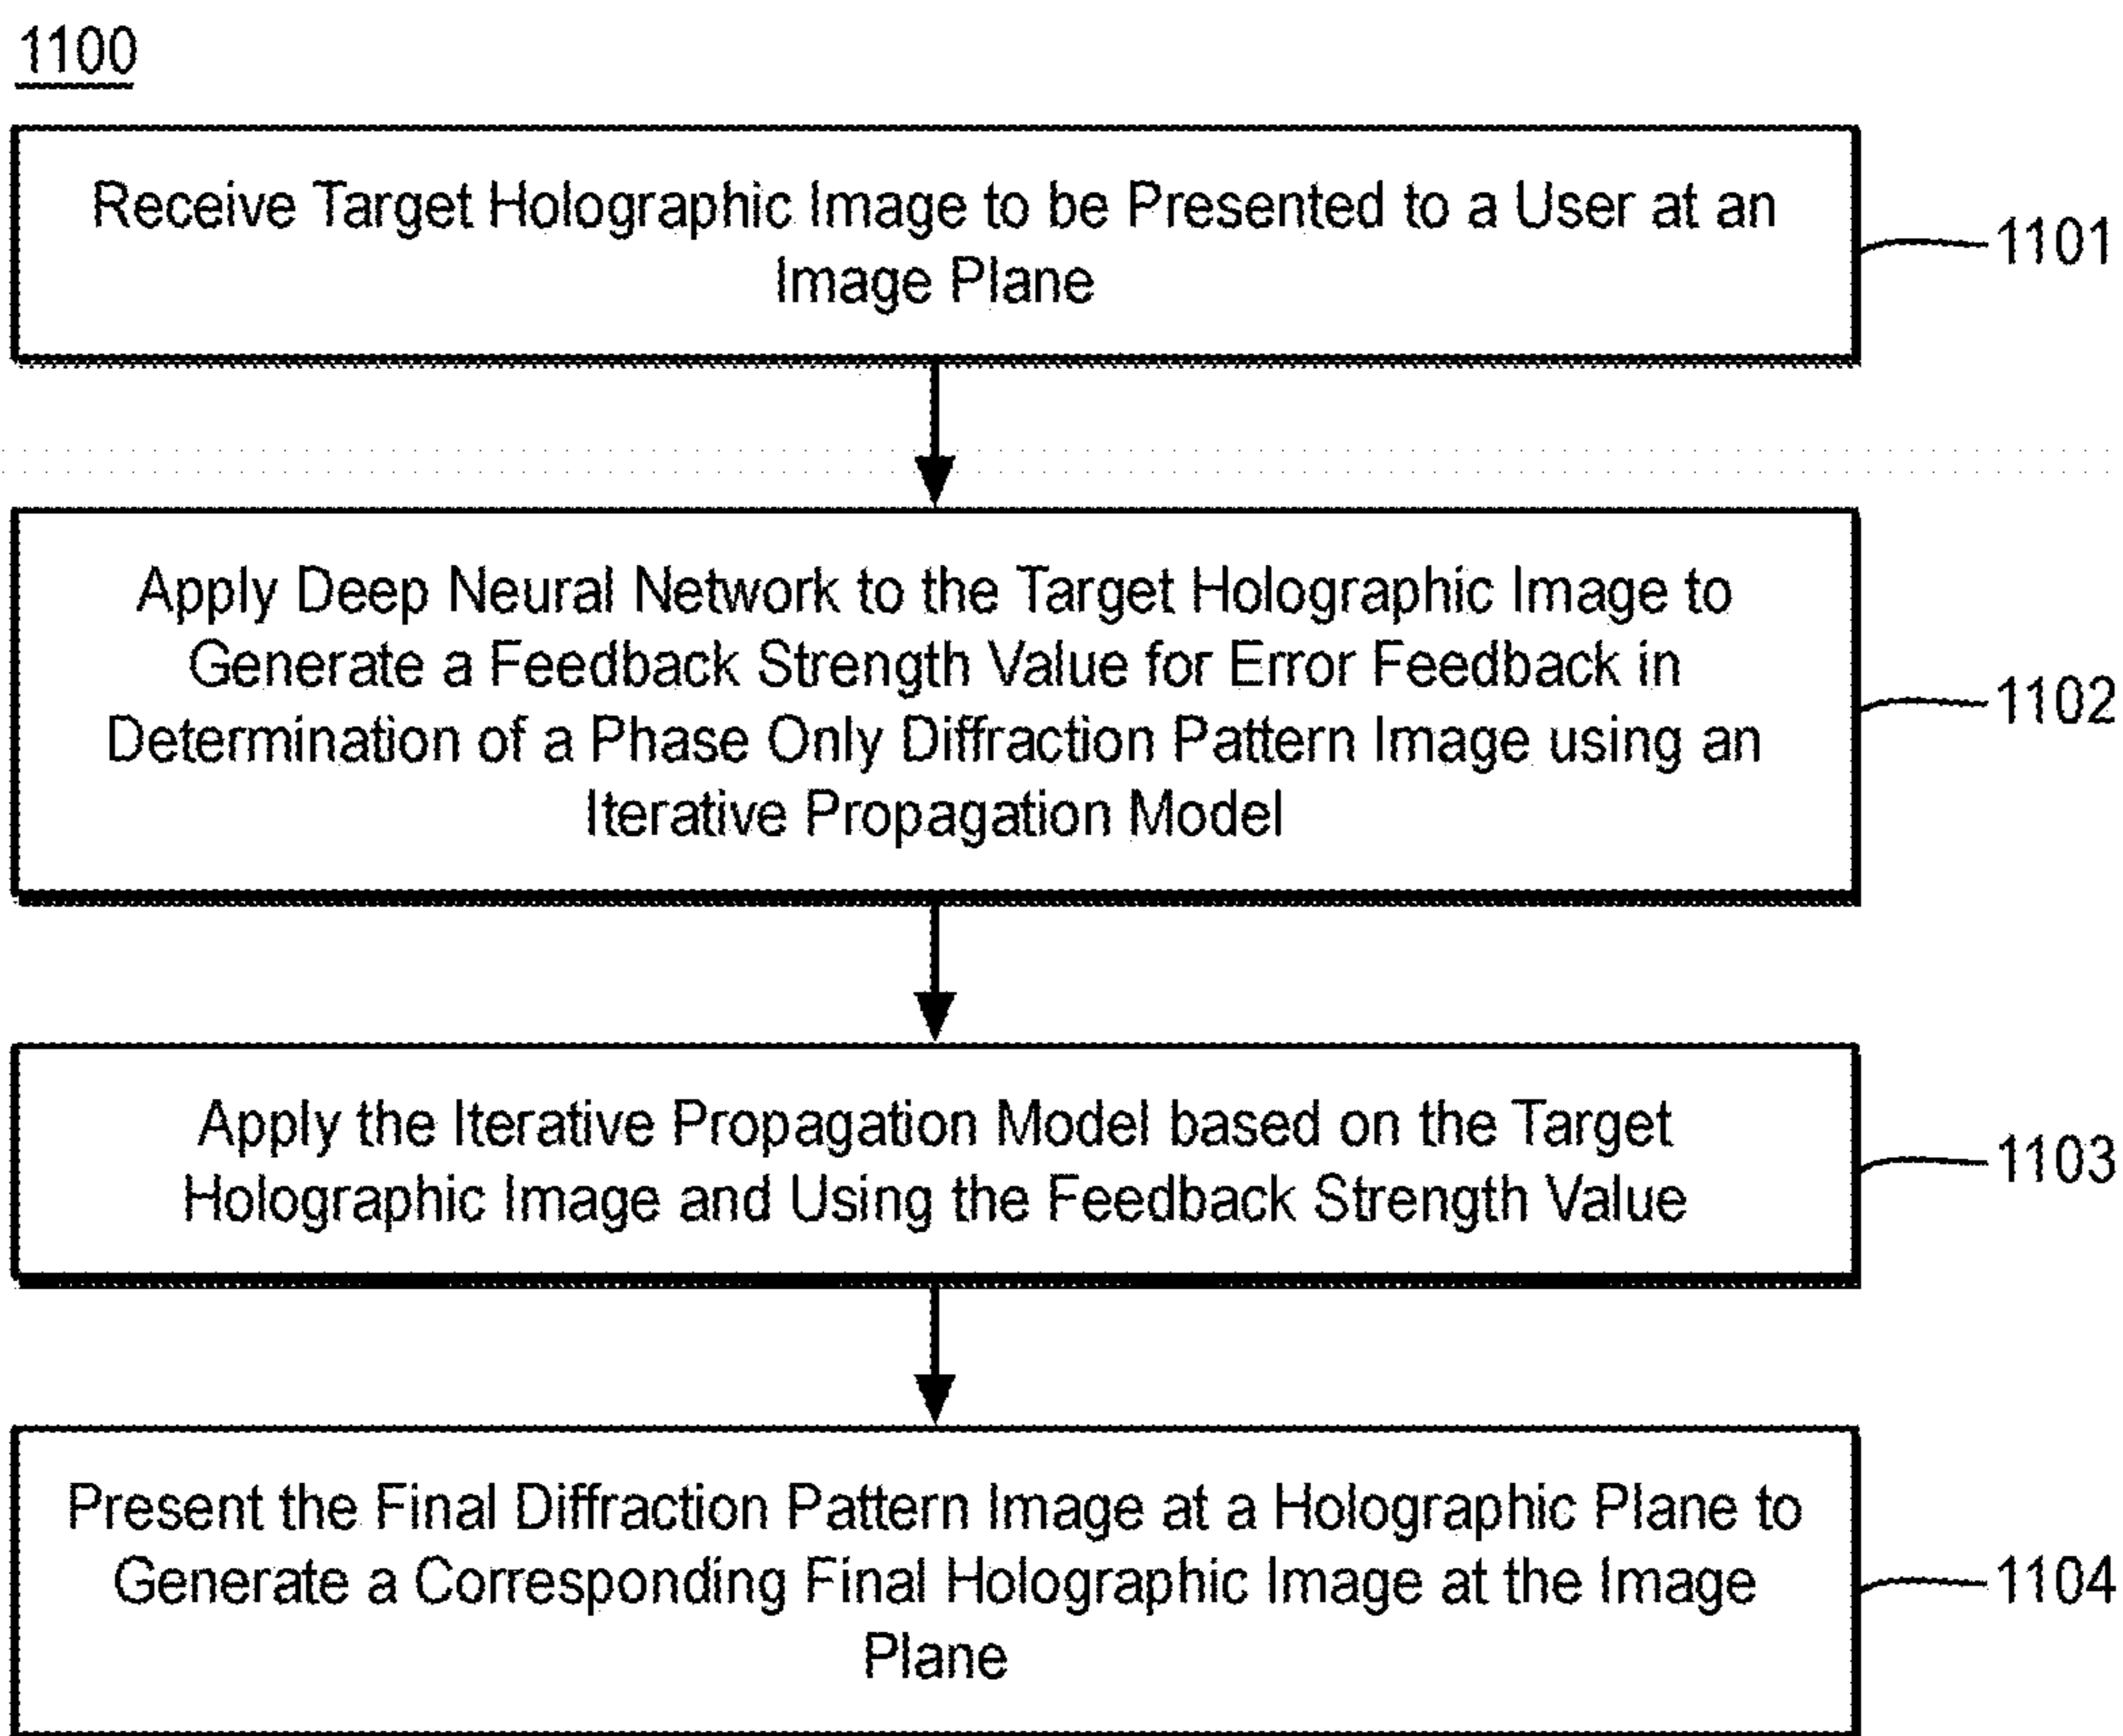 1100
Receive Target Holographic Image to be Presented to a User at an
Image Plane
1101
Apply Deep Neural Network to the Target Holographic Image to
Generate a Feedback Strength Value for Error Feedback in
Determination of a Phase Only Diffraction Pattern Image using an
Iterative Propagation Model
1102
Apply the Iterative Propagation Model based on the Target
Holographic Image and Using the Feedback Strength Value
1103
Present the Final Diffraction Pattern Image at a Holographic Plane to
Generate a Corresponding Final Holographic Image at the Image
Plane
1104